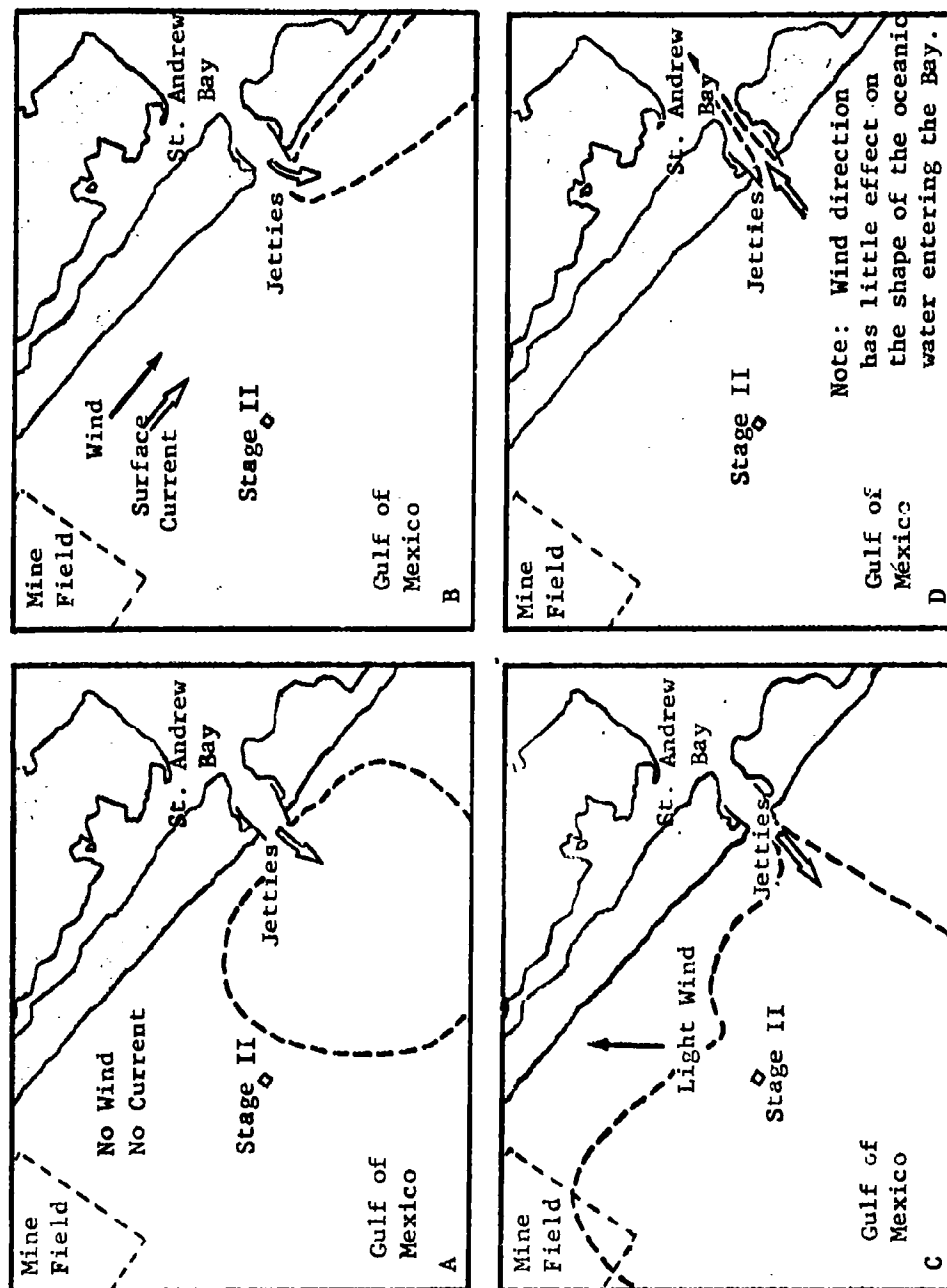 Mine
Field
No Wind
No Current
St. Andrew
Bay
Jetties
Stage II
Gulf of
Mexico
A
Mine
Field
Wind
Surface
Current
St. Andrew
Bay
Jetties
Stage II
Gulf of
Mexico
B
Mine
Field
Light Wind
St. Andrew
Bay
Jetties
Stage II
Gulf of
Mexico
C
Mine
Field
St. Andrew
Bay
Jetties
Stage II
Gulf of
Mexico
Note: Wind direction
has little effect on
the shape of the oceanic
water entering the Bay.
D